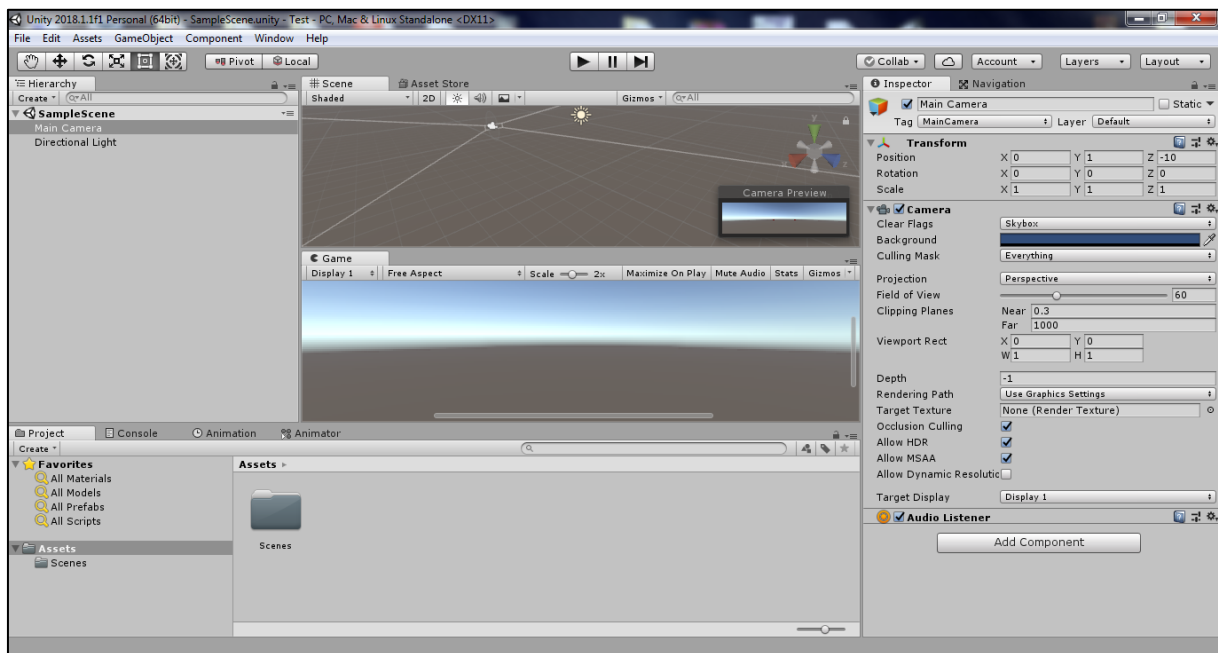 Unity 2018.1.1f1 Personal (64bit) - SampleScene.unity - Test - PC, Mac & Linux Standalone <DX11>
File Edit Assets GameObject Component Window Help
Pivot Local Collab Account Layers Layout
Hierarchy
Create All
SampleScene
Main Camera
Directional Light
Scene Asset Store
Shaded 2D Gizmos All
y
x z
Camera Preview
Game
Display 1 Free Aspect Scale 2x Maximize On Play Mute Audio Stats Gizmos
Inspector Navigation
Main Camera Static
Tag MainCamera Layer Default
Transform
Position X 0 Y 1 Z -10
Rotation X 0 Y 0 Z 0
Scale X 1 Y 1 Z 1
Camera
Clear Flags Skybox
Background
Culling Mask Everything
Projection Perspective
Field of View 60
Clipping Planes Near 0.3
Far 1000
Viewport Rect X 0 Y 0
W 1 H 1
Depth -1
Rendering Path Use Graphics Settings
Target Texture None (Render Texture)
Occlusion Culling
Allow HDR
Allow MSAA
Allow Dynamic Resolutic
Target Display Display 1
Audio Listener
Add Component
Project Console Animation Animator
Create
Favorites
All Materials
All Models
All Prefabs
All Scripts
Assets
Scenes
Assets
Scenes